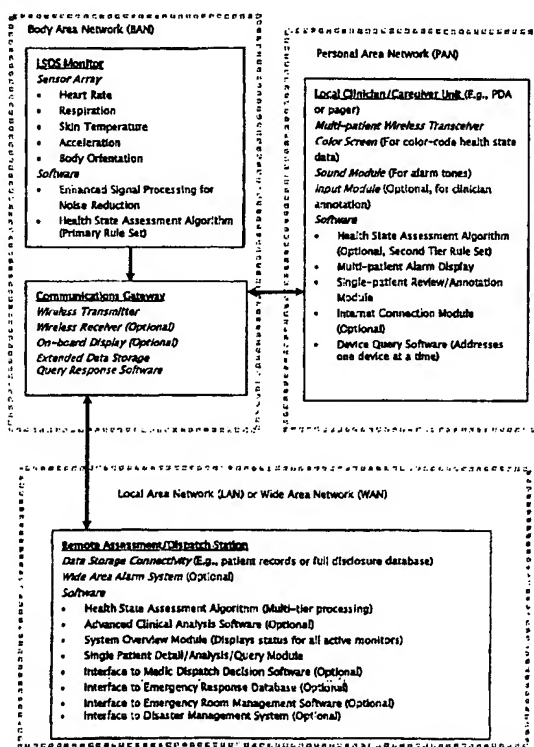 Body Area Network (BAN)
LSDS Monitor
Sensor Array
• Heart Rate
• Respiration
• Skin Temperature
• Acceleration
• Body Orientation
Software
• Enhanced Signal Processing for
Noise Reduction
• Health State Assessment Algorithm
(Primary Rule Set)
Communications Gateway
Wireless Transmitter
Wireless Receiver (Optional)
On-board Display (Optional)
Extended Data Storage
Query Response Software
Personal Area Network (PAN)
Local Clinician/Caregiver Unit (E.g., PDA
or pager)
Multi-patient Wireless Transceiver
Color Screen (For color-code health state
data)
Sound Module (For alarm tones)
Input Module (Optional, for clinician
annotation)
Software
• Health State Assessment Algorithm
(Optional, Second Tier Rule Set)
• Multi-patient Alarm Display
• Single-patient Review/Annotation
Module
• Internet Connection Module
(Optional)
• Device Query Software (Addresses
one device at a time)
Local Area Network (LAN) or Wide Area Network (WAN)
Remote Assessment/Dispatch Station
Data Storage Connectivity (E.g., patient records or full disclosure database)
Wide Area Alarm System (Optional)
Software
• Health State Assessment Algorithm (Multi-tier processing)
• Advanced Clinical Analysis Software (Optional)
• System Overview Module (Displays status for all active monitors)
• Single Patient Detail/Analysis/Query Module
• Interface to Medic Dispatch Decision Software (Optional)
• Interface to Emergency Response Database (Optional)
• Interface to Emergency Room Management Software (Optional)
• Interface to Disaster Management System (Optional)